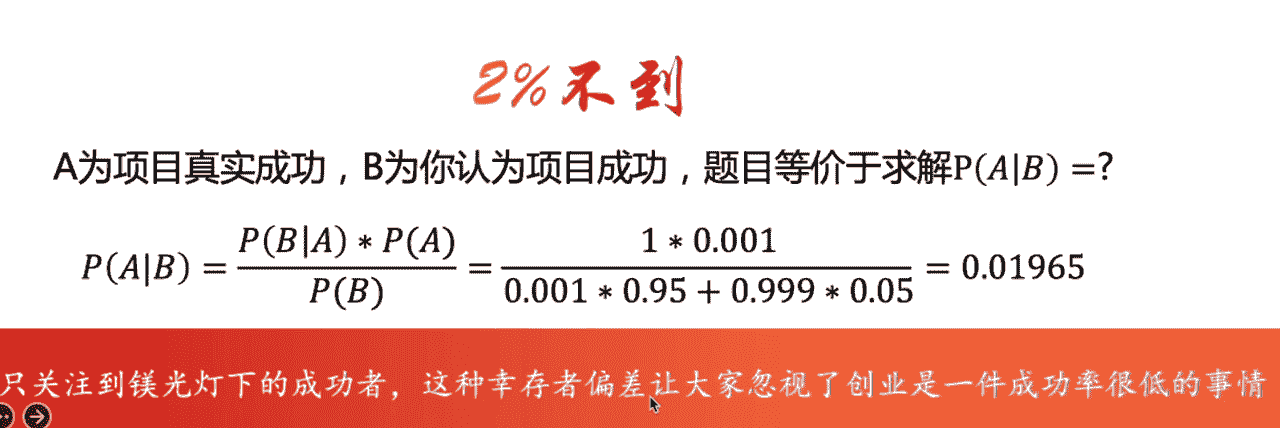 2%不到
A为项目真实成功，B为你认为项目成功，题目等价于求解P(A|B) =?
P(A|B) = P(B|A) * P(A) / P(B) = 1 * 0.001 / 0.001 * 0.95 + 0.999 * 0.05 = 0.01965
只关注到镁光灯下的成功者，这种幸存者偏差让大家忽视了创业是一件成功率很低的事情